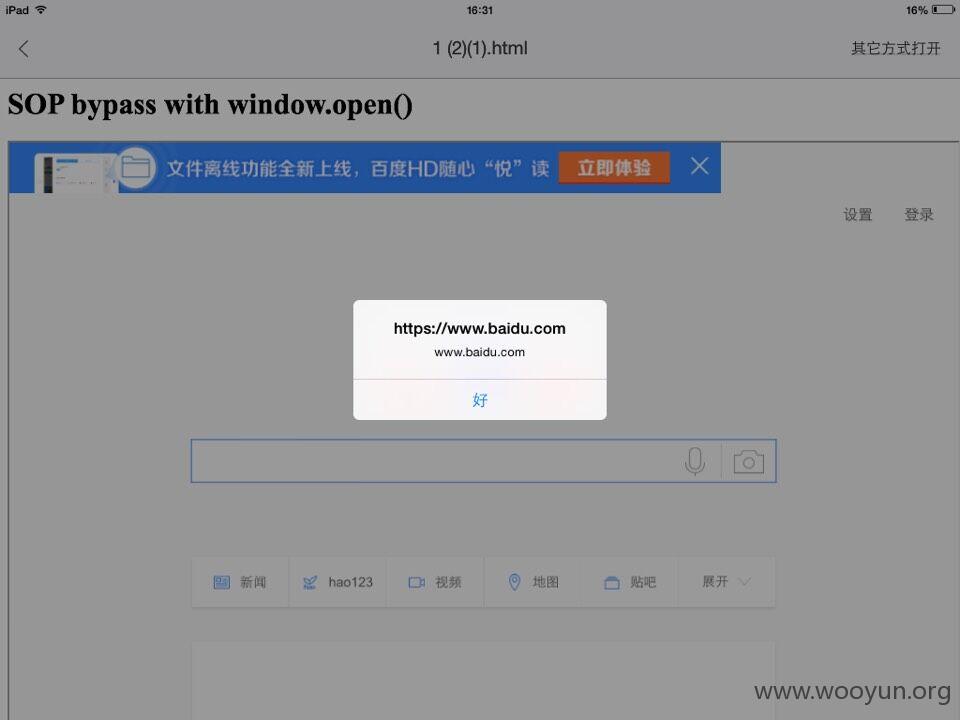 iPad 16:31 16%
1 (2)(1).html 其它方式打开
SOP bypass with window.open()
文件离线功能全新上线，百度HD随心“悦”读 立即体验
设置 登录
https://www.baidu.com
www.baidu.com
好
新闻 hao123 视频 地图 贴吧 展开
www.wooyun.org